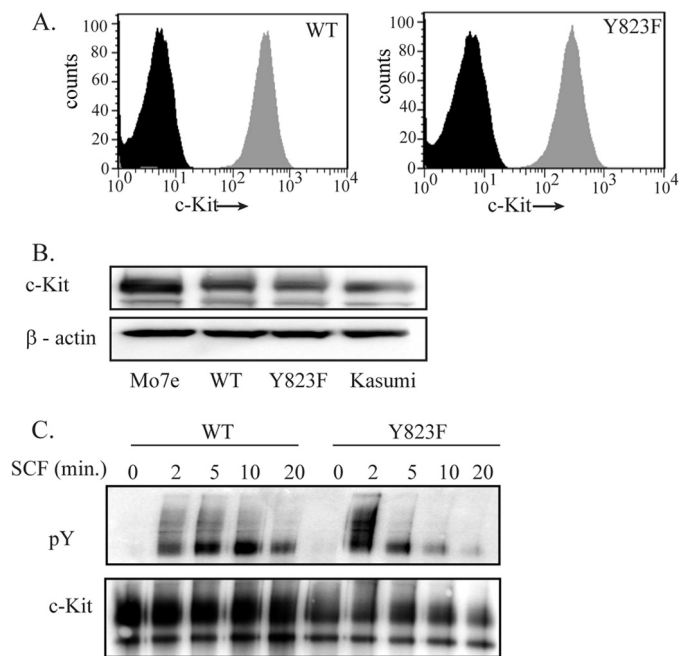 A.
WT
Y823F
counts
100
80
60
40
20
0
10^0 10^1 10^2 10^3 10^4
c-Kit
counts
100
80
60
40
20
0
10^0 10^1 10^2 10^3 10^4
c-Kit
B.
c-Kit
β - actin
Mo7e WT Y823F Kasumi
C.
WT Y823F
SCF (min.) 0 2 5 10 20 0 2 5 10 20
pY
c-Kit